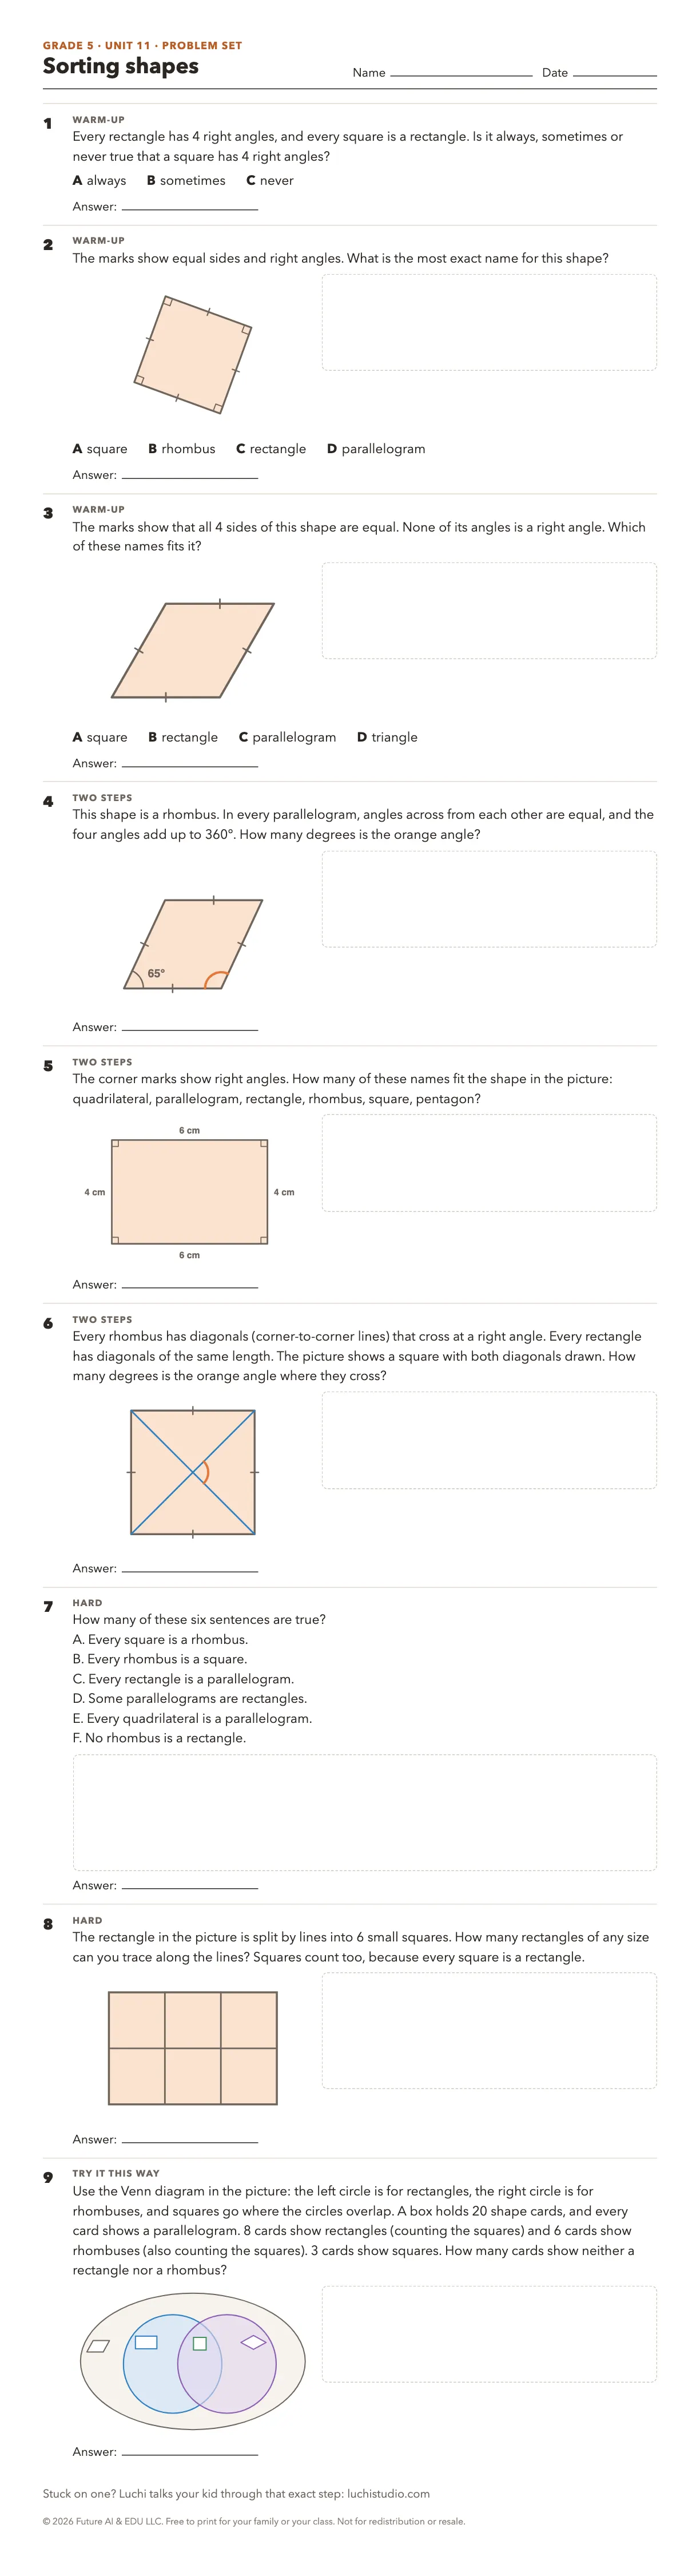 GRADE 5 · UNIT 11 · PROBLEM SET
Sorting shapes
Name
Date
1
WARM-UP
Every rectangle has 4 right angles, and every square is a rectangle. Is it always, sometimes or
never true that a square has 4 right angles?
A always B sometimes C never
Answer:
2
WARM-UP
The marks show equal sides and right angles. What is the most exact name for this shape?
A square B rhombus C rectangle D parallelogram
Answer:
3
WARM-UP
The marks show that all 4 sides of this shape are equal. None of its angles is a right angle. Which
of these names fits it?
A square B rectangle C parallelogram D triangle
Answer:
4
TWO STEPS
This shape is a rhombus. In every parallelogram, angles across from each other are equal, and the
four angles add up to 360°. How many degrees is the orange angle?
65°
Answer:
5
TWO STEPS
The corner marks show right angles. How many of these names fit the shape in the picture:
quadrilateral, parallelogram, rectangle, rhombus, square, pentagon?
6 cm
4 cm
4 cm
6 cm
Answer:
6
TWO STEPS
Every rhombus has diagonals (corner-to-corner lines) that cross at a right angle. Every rectangle
has diagonals of the same length. The picture shows a square with both diagonals drawn. How
many degrees is the orange angle where they cross?
Answer:
7
HARD
How many of these six sentences are true?
A. Every square is a rhombus.
B. Every rhombus is a square.
C. Every rectangle is a parallelogram.
D. Some parallelograms are rectangles.
E. Every quadrilateral is a parallelogram.
F. No rhombus is a rectangle.
Answer:
8
HARD
The rectangle in the picture is split by lines into 6 small squares. How many rectangles of any size
can you trace along the lines? Squares count too, because every square is a rectangle.
Answer:
9
TRY IT THIS WAY
Use the Venn diagram in the picture: the left circle is for rectangles, the right circle is for
rhombuses, and squares go where the circles overlap. A box holds 20 shape cards, and every
card shows a parallelogram. 8 cards show rectangles (counting the squares) and 6 cards show
rhombuses (also counting the squares). 3 cards show squares. How many cards show neither a
rectangle nor a rhombus?
Answer:
Stuck on one? Luchi talks your kid through that exact step: luchistudio.com
© 2026 Future AI & EDU LLC. Free to print for your family or your class. Not for redistribution or resale.